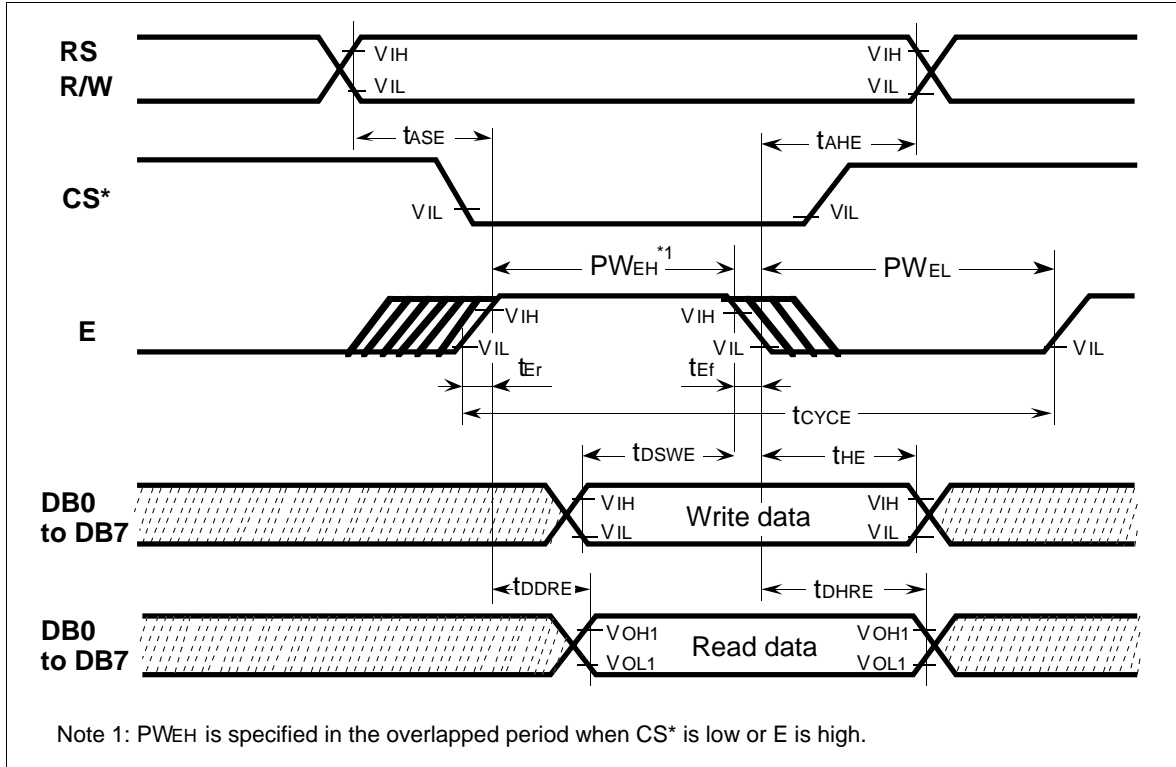 RS
R/W
VIH
VIL
VIH
VIL
tASE
tAHE
CS*
VIL
VIL
PWEH*1
PWEL
E
VIH
VIL
VIH
VIL
VIL
tEr
tEf
tCYCE
tDSWE
tHE
DB0
to DB7
VIH
VIL
Write data
VIH
VIL
tDDRE
tDHRE
DB0
to DB7
VOH1
VOL1
Read data
VOH1
VOL1
Note 1: PWEH is specified in the overlapped period when CS* is low or E is high.